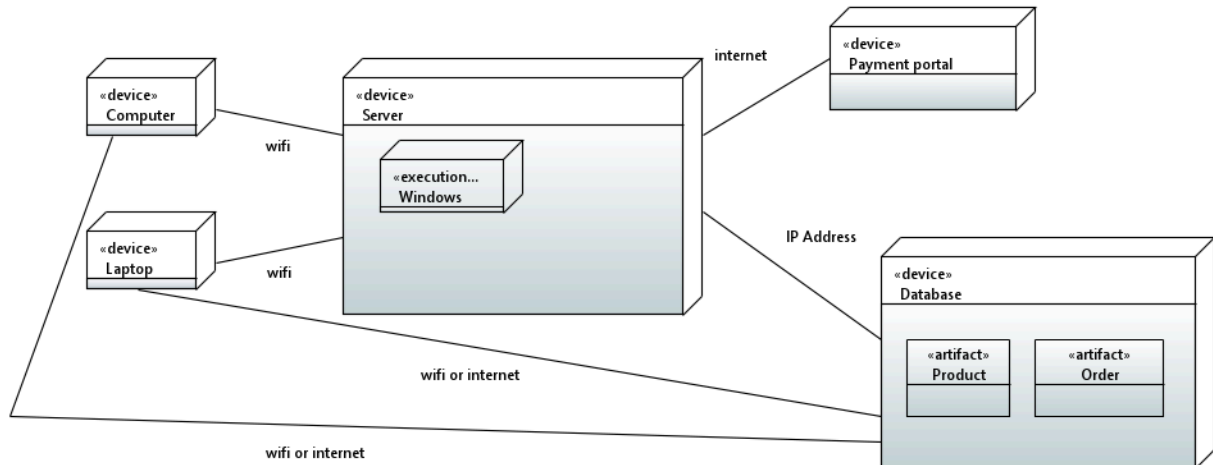 «device»
Computer
wifi
«device»
Laptop
wifi
«device»
Server
«execution...
Windows
internet
«device»
Payment portal
IP Address
«device»
Database
«artifact»
Product
«artifact»
Order
wifi or internet
wifi or internet